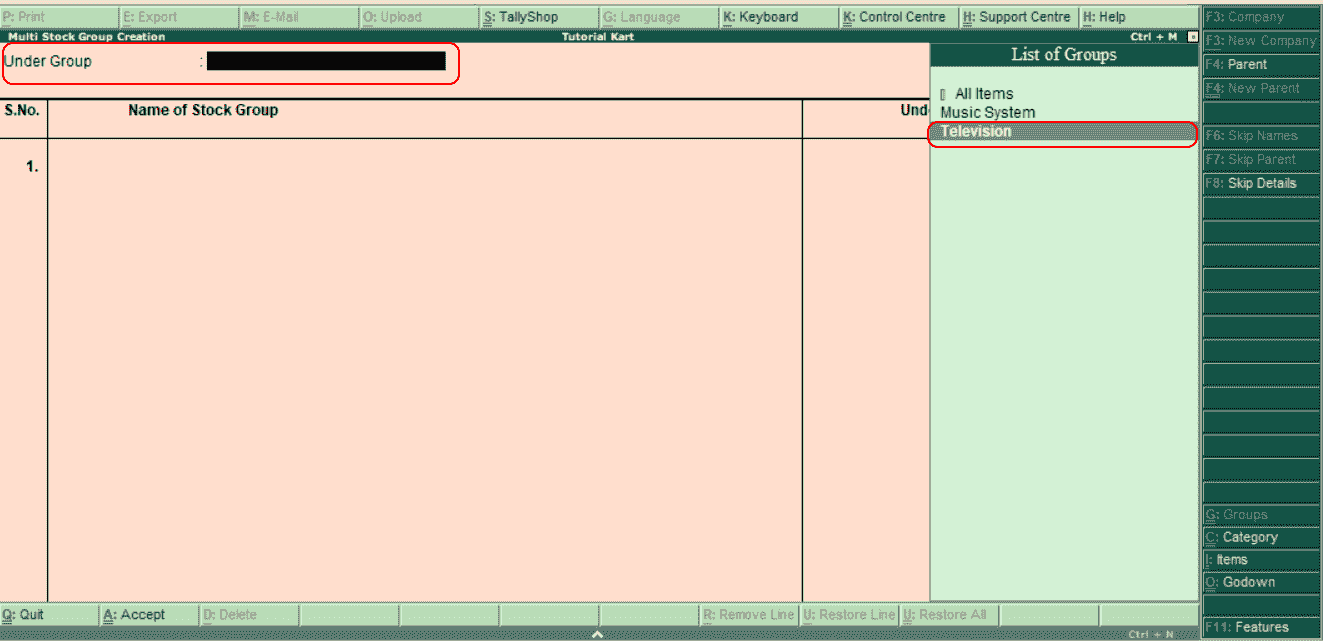 P: Print E: Export M: E-Mail O: Upload S: TallyShop G: Language K: Keyboard K: Control Centre H: Support Centre H: Help
Multi Stock Group Creation Tutorial Kart Ctrl + M
Under Group :
S.No. Name of Stock Group Und
1.
List of Groups
All Items
Music System
Television
F3: Company
F3: New Company
F4: Parent
F4: New Parent
F6: Skip Names
F7: Skip Parent
F8: Skip Details
G: Groups
C: Category
I: Items
O: Godown
F11: Features
Q: Quit A: Accept D: Delete R: Remove Line U: Restore Line U: Restore All
Ctrl + N